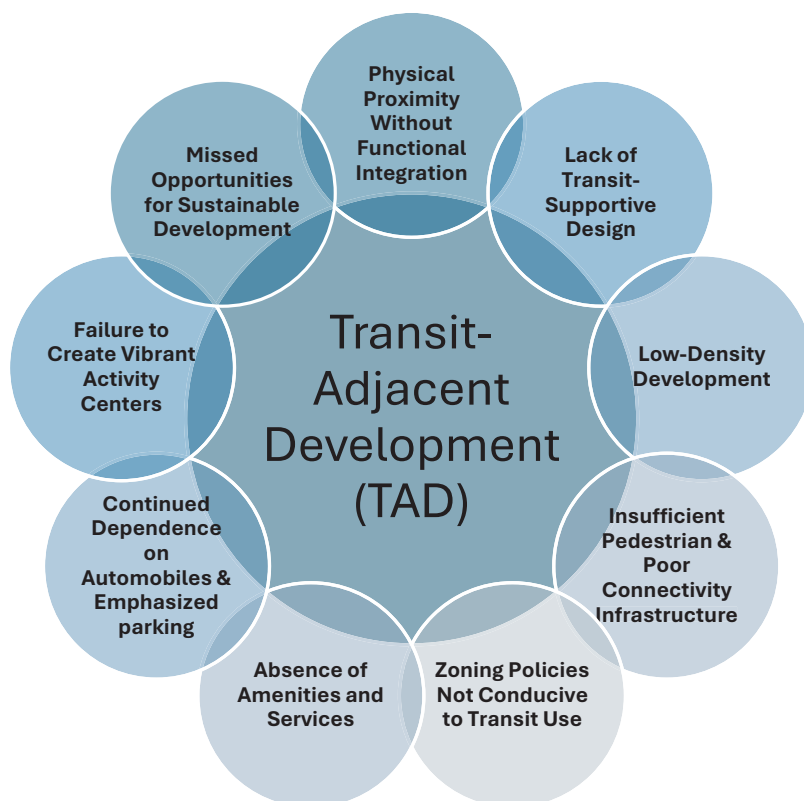 Physical
Proximity
Without
Functional
Integration
Lack of
Transit-
Supportive
Design
Low-Density
Development
Insufficient
Pedestrian &
Poor
Connectivity
Infrastructure
Zoning Policies
Not Conducive
to Transit Use
Absence of
Amenities and
Services
Continued
Dependence
on
Automobiles &
Emphasized
parking
Failure to
Create Vibrant
Activity
Centers
Missed
Opportunities
for Sustainable
Development
Transit-
Adjacent
Development
(TAD)